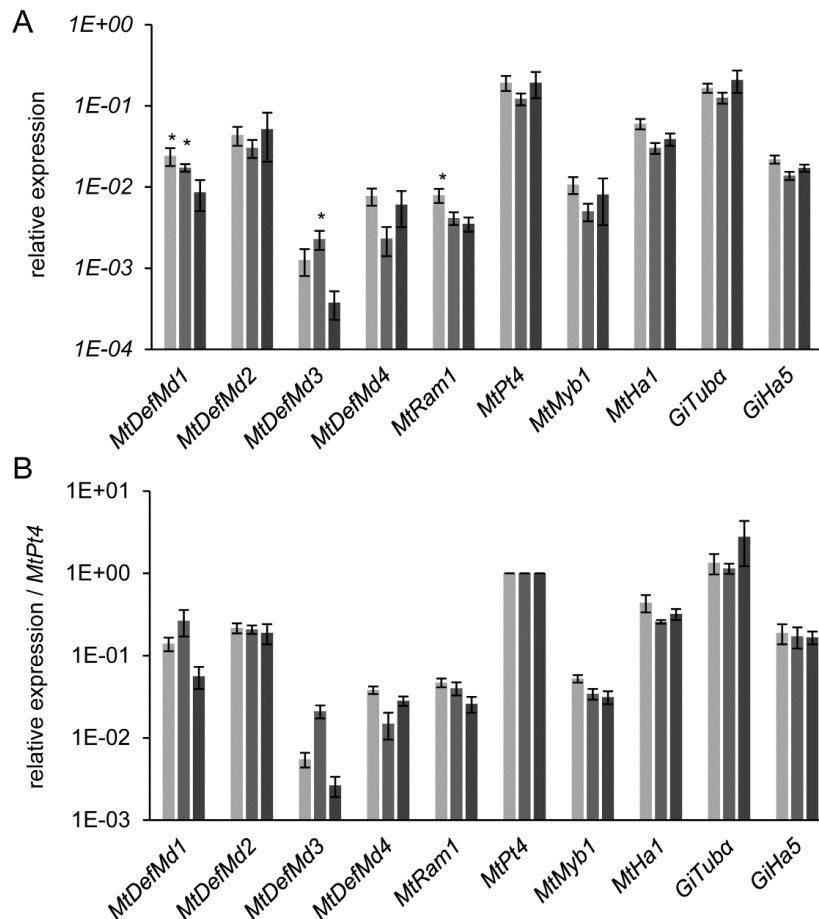 A
relative expression
1E+00
1E-01
1E-02
1E-03
1E-04
* * * *
MtDefMd1 MtDefMd2 MtDefMd3 MtDefMd4 MtRam1 MtPt4 MtMyb1 MtHa1 GiTubα GiHa5
B
relative expression / MtPt4
1E+01
1E+00
1E-01
1E-02
1E-03
MtDefMd1 MtDefMd2 MtDefMd3 MtDefMd4 MtRam1 MtPt4 MtMyb1 MtHa1 GiTubα GiHa5